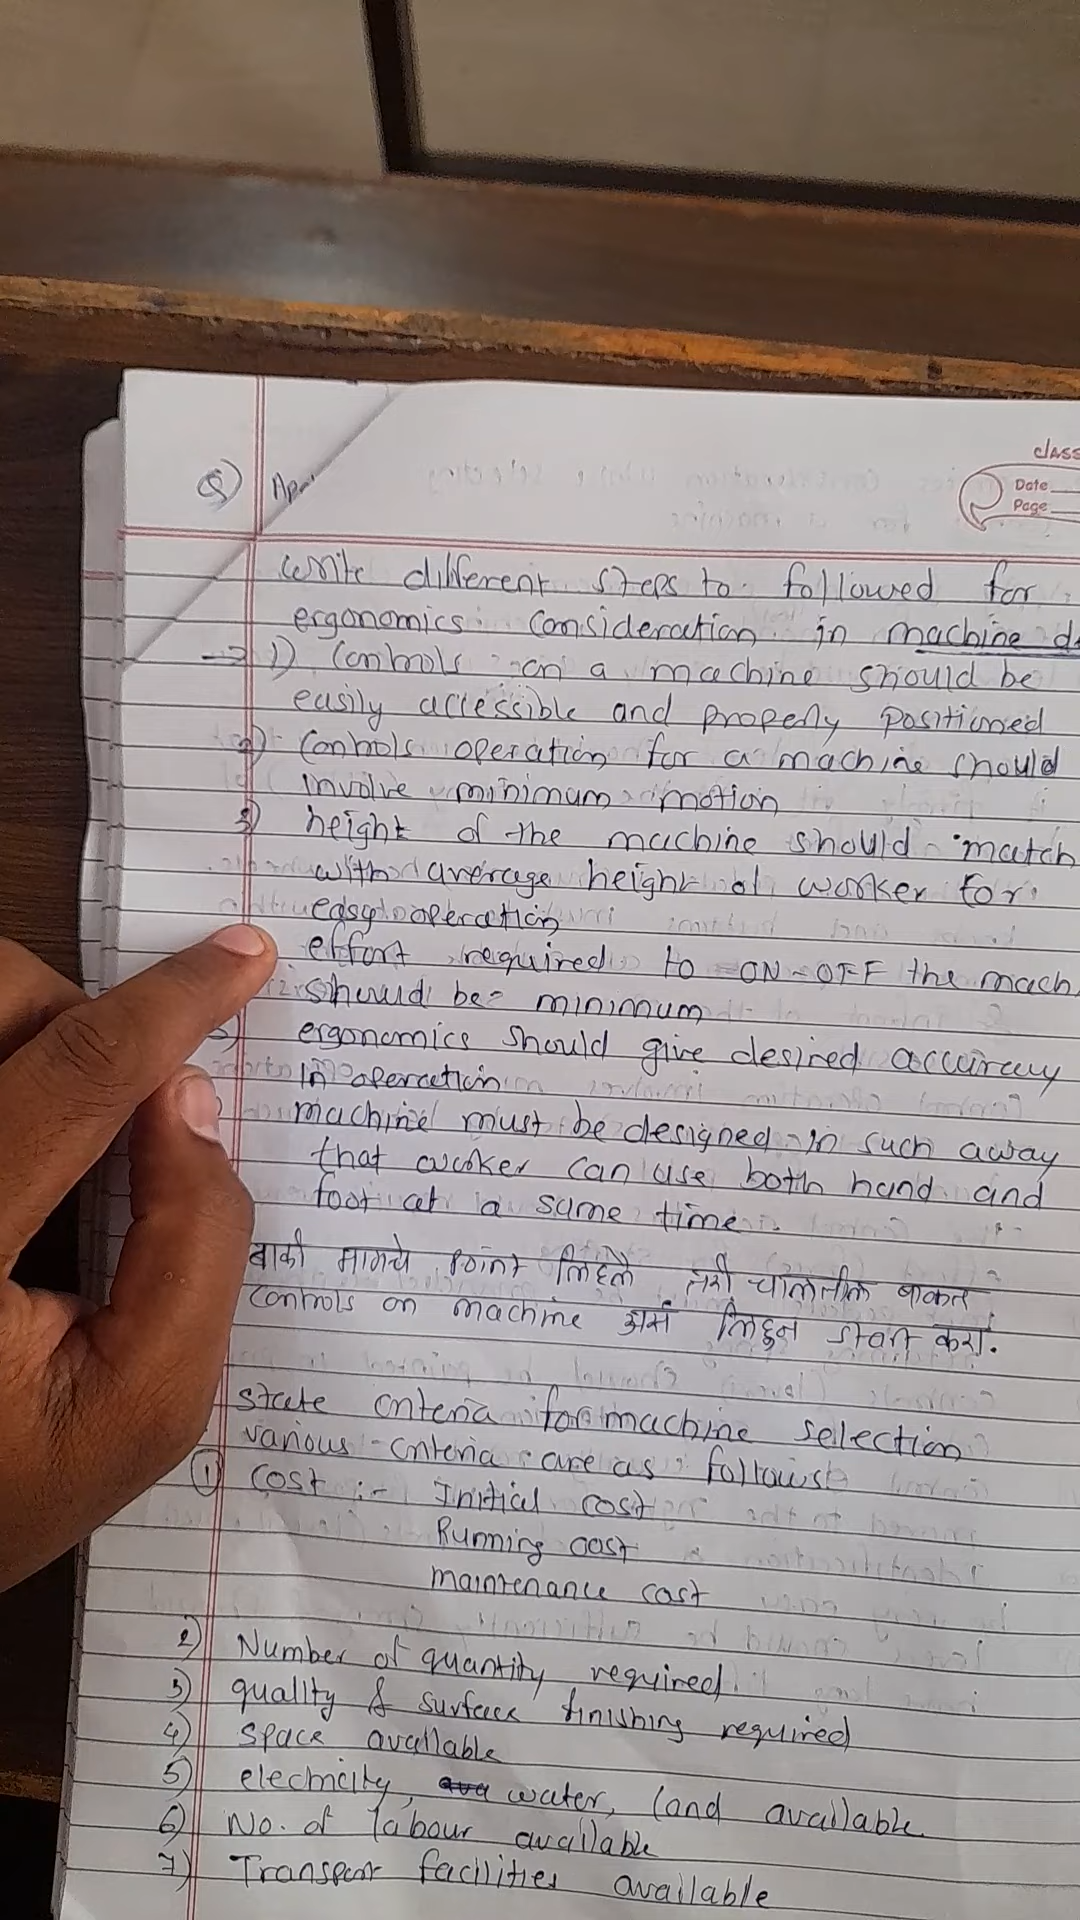 CLASS
Date
Page
Q)
write different steps to followed for
ergonomics consideration in machine
→ 1) Controls on a machine should be
easily accessible and properly positioned
2) Controls operation for a machine should
involve minimum motion
3) height of the machine should match
with average height of worker for
easy operation
effort required to ON-OFF the mach
should be minimum
ergonomics should give desired accuracy
in operation
machine must be designed in such away
that worker can use both hand and
foot at a same time.
बाकी मागचे point लिहले तरी चालतील फक्त
Controls on machine असं लिहून start करा.
State criteria for machine selection
various criteria are as follows
① Cost :- Initial cost
Running cost
maintenance cost
2) Number of quantity required
3) quality & surface finishing required
4) Space available
5) electricity, water, land available
6) No. of labour available
7) Transport facilities available